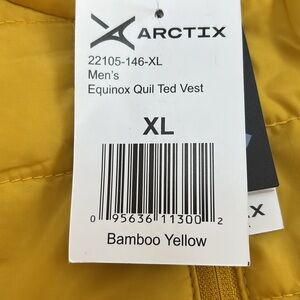 ARCTIX
22105-146-XL
Men's
Equinox Quil Ted Vest
XL
0 95636 11300 2
Bamboo Yellow
X